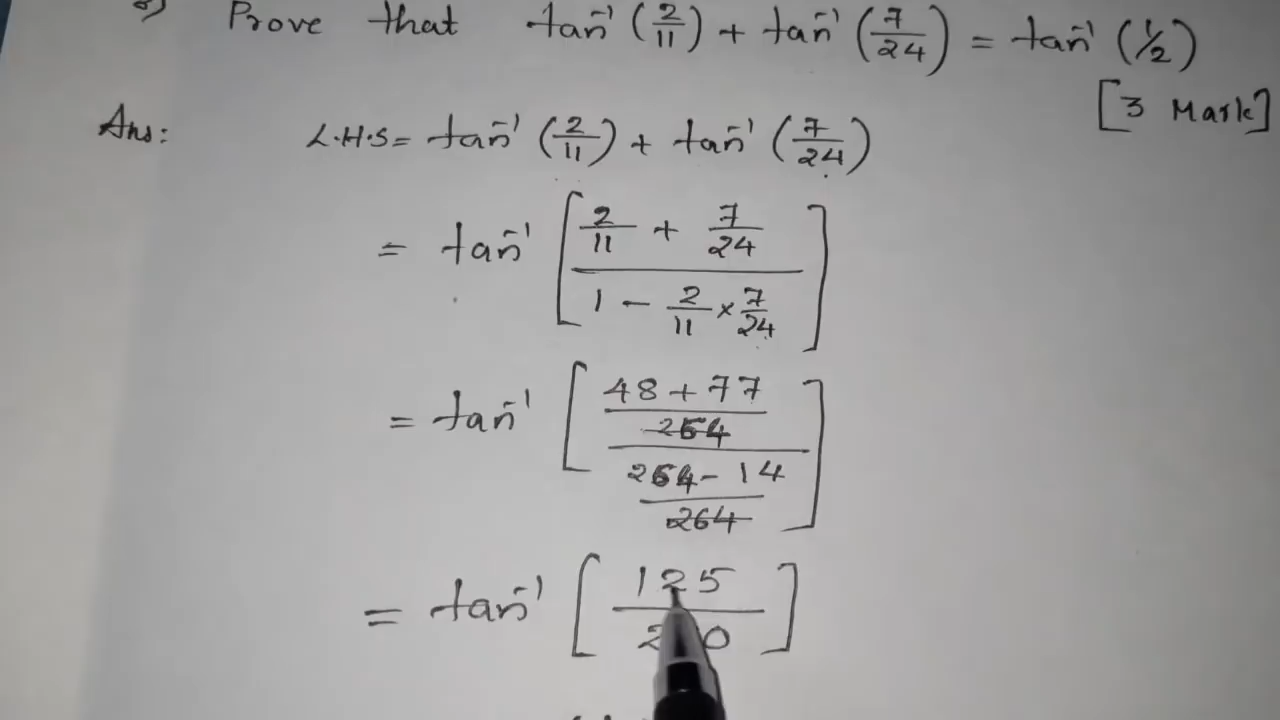 Prove that tan⁻¹ (2/11) + tan⁻¹ (7/24) = tan⁻¹ (1/2)
[3 Mark]
Ans: L.H.S = tan⁻¹ (2/11) + tan⁻¹ (7/24)
= tan⁻¹ [ (2/11 + 7/24) / (1 - 2/11 × 7/24) ]
= tan⁻¹ [ ((48 + 77)/264) / ((264 - 14)/264) ]
= tan⁻¹ [ 125 /